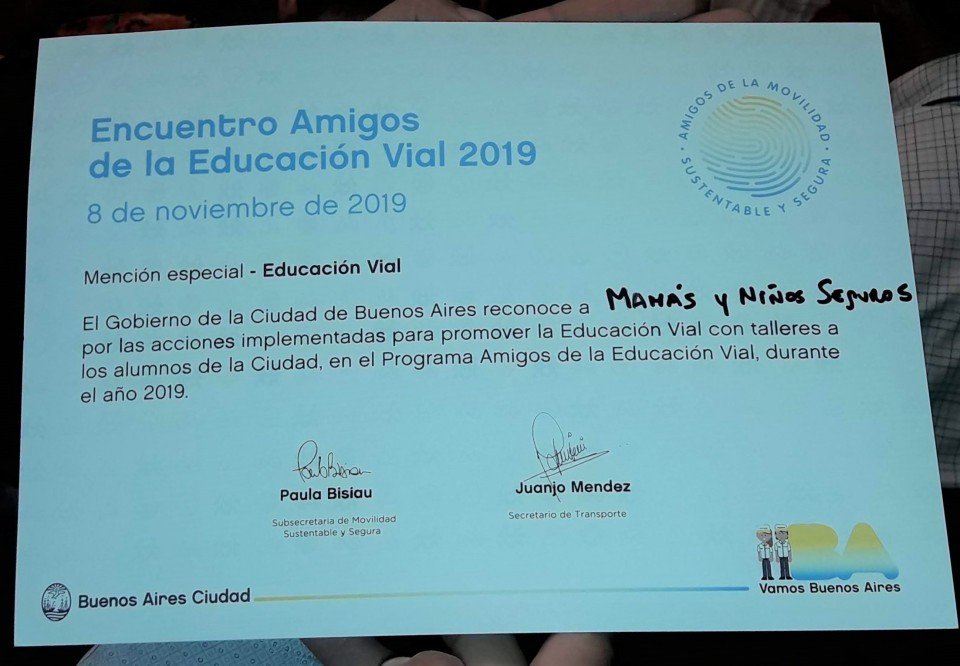 Encuentro Amigos
de la Educación Vial 2019
8 de noviembre de 2019
AMIGOS DE LA MOVILIDAD · SUSTENTABLE Y SEGURA ·
Mención especial - Educación Vial
El Gobierno de la Ciudad de Buenos Aires reconoce a MAMÁS y NIÑOS SEGUROS
por las acciones implementadas para promover la Educación Vial con talleres a
los alumnos de la Ciudad, en el Programa Amigos de la Educación Vial, durante
el año 2019.
Paula Bisiau
Subsecretaria de Movilidad
Sustentable y Segura
Juanjo Mendez
Secretario de Transporte
BA
Vamos Buenos Aires
Buenos Aires Ciudad